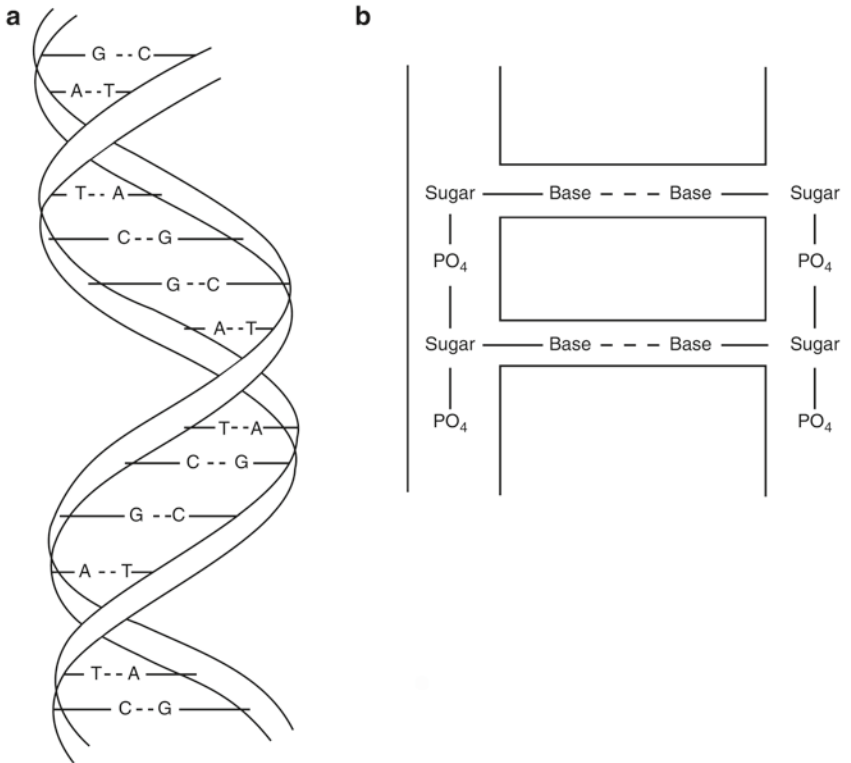 a
G -- C
A--T
T-- A
C--G
G--C
A--T
T--A
C -- G
G --C
A -- T
T--A
C--G
b
Sugar Base Base Sugar
PO4 PO4
Sugar Base Base Sugar
PO4 PO4